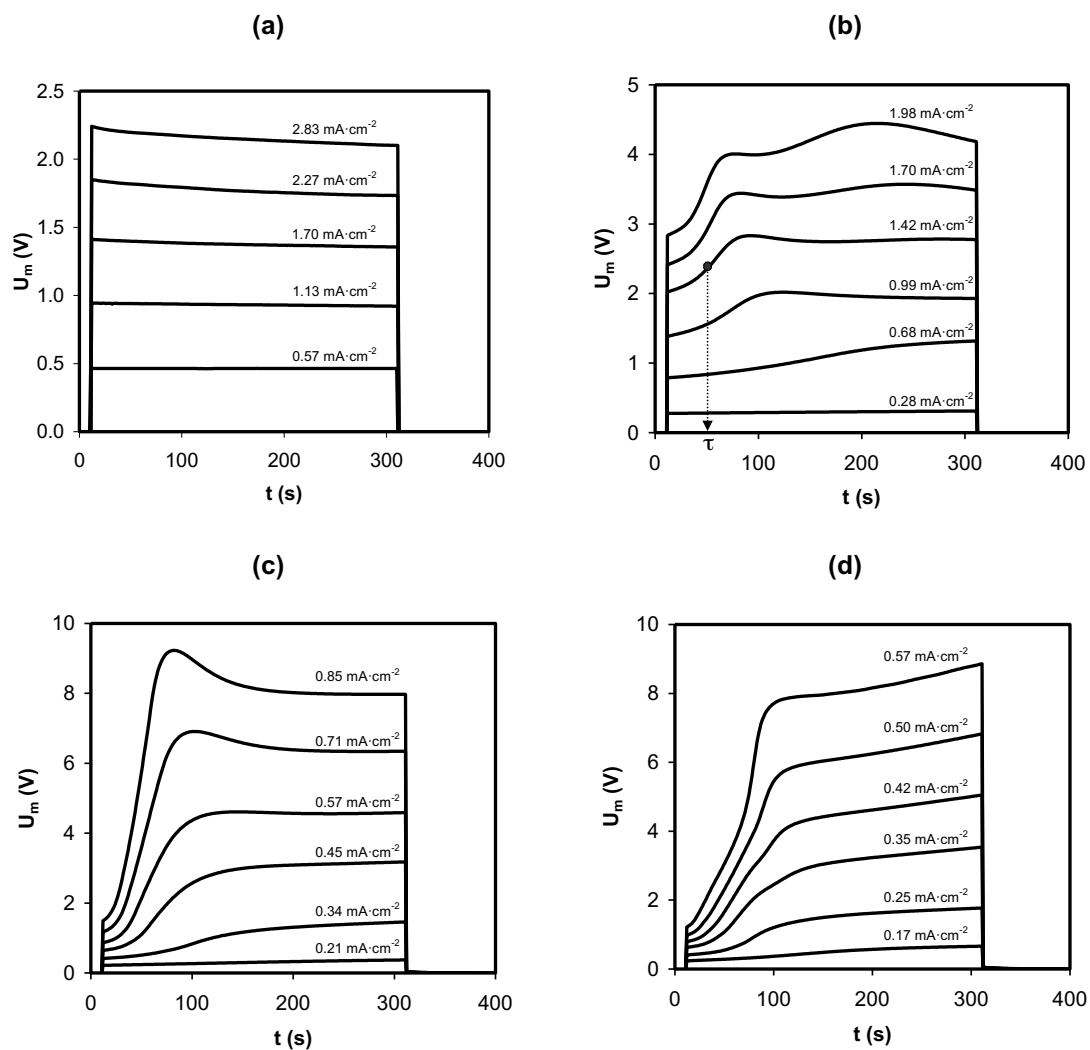 (a)
2.5
2.0
1.5
1.0
0.5
0.0
U_m (V)
2.83 mA·cm⁻²
2.27 mA·cm⁻²
1.70 mA·cm⁻²
1.13 mA·cm⁻²
0.57 mA·cm⁻²
0 100 200 300 400
t (s)
(b)
5
4
3
2
1
0
U_m (V)
1.98 mA·cm⁻²
1.70 mA·cm⁻²
1.42 mA·cm⁻²
0.99 mA·cm⁻²
0.68 mA·cm⁻²
0.28 mA·cm⁻²
τ
0 100 200 300 400
t (s)
(c)
10
8
6
4
2
0
U_m (V)
0.85 mA·cm⁻²
0.71 mA·cm⁻²
0.57 mA·cm⁻²
0.45 mA·cm⁻²
0.34 mA·cm⁻²
0.21 mA·cm⁻²
0 100 200 300 400
t (s)
(d)
10
8
6
4
2
0
U_m (V)
0.57 mA·cm⁻²
0.50 mA·cm⁻²
0.42 mA·cm⁻²
0.35 mA·cm⁻²
0.25 mA·cm⁻²
0.17 mA·cm⁻²
0 100 200 300 400
t (s)